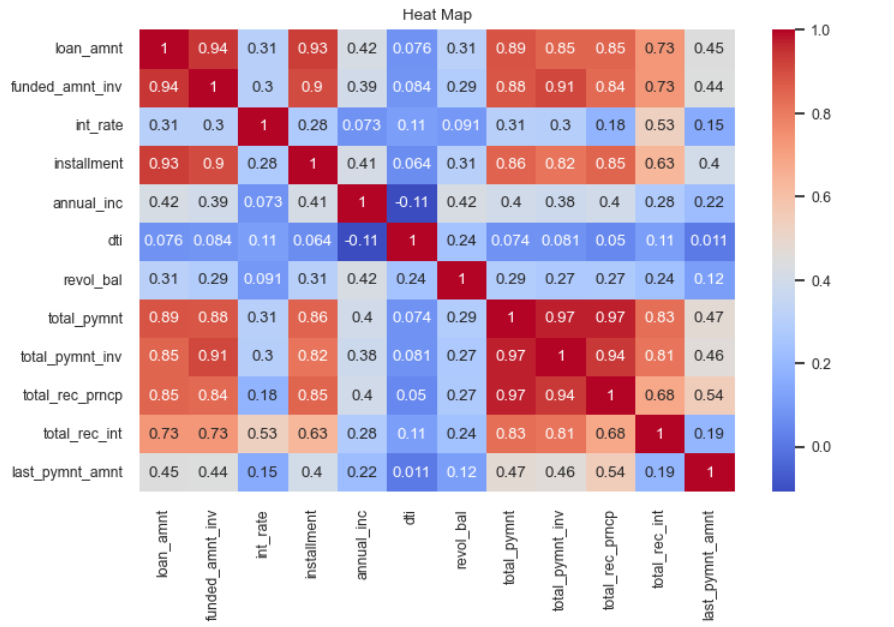 Heat Map
loan_amnt 1 0.94 0.31 0.93 0.42 0.076 0.31 0.89 0.85 0.85 0.73 0.45
funded_amnt_inv 0.94 1 0.3 0.9 0.39 0.084 0.29 0.88 0.91 0.84 0.73 0.44
int_rate 0.31 0.3 1 0.28 0.073 0.11 0.091 0.31 0.3 0.18 0.53 0.15
installment 0.93 0.9 0.28 1 0.41 0.064 0.31 0.86 0.82 0.85 0.63 0.4
annual_inc 0.42 0.39 0.073 0.41 1 -0.11 0.42 0.4 0.38 0.4 0.28 0.22
dti 0.076 0.084 0.11 0.064 -0.11 1 0.24 0.074 0.081 0.05 0.11 0.011
revol_bal 0.31 0.29 0.091 0.31 0.42 0.24 1 0.29 0.27 0.27 0.24 0.12
total_pymnt 0.89 0.88 0.31 0.86 0.4 0.074 0.29 1 0.97 0.97 0.83 0.47
total_pymnt_inv 0.85 0.91 0.3 0.82 0.38 0.081 0.27 0.97 1 0.94 0.81 0.46
total_rec_prncp 0.85 0.84 0.18 0.85 0.4 0.05 0.27 0.97 0.94 1 0.68 0.54
total_rec_int 0.73 0.73 0.53 0.63 0.28 0.11 0.24 0.83 0.81 0.68 1 0.19
last_pymnt_amnt 0.45 0.44 0.15 0.4 0.22 0.011 0.12 0.47 0.46 0.54 0.19 1
loan_amnt
funded_amnt_inv
int_rate
installment
annual_inc
dti
revol_bal
total_pymnt
total_pymnt_inv
total_rec_prncp
total_rec_int
last_pymnt_amnt
1.0
0.8
0.6
0.4
0.2
0.0